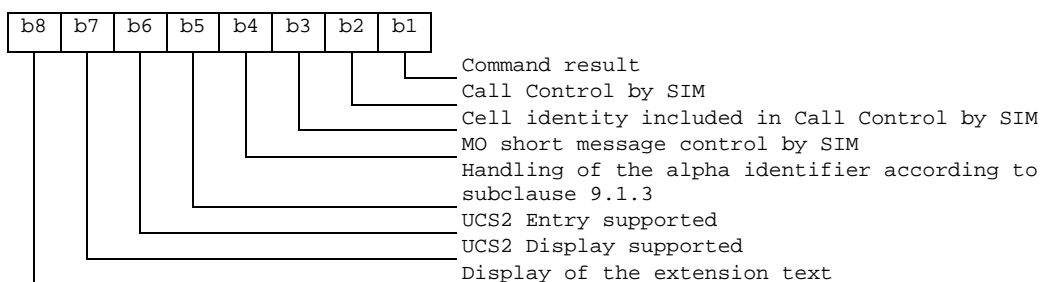 b8 b7 b6 b5 b4 b3 b2 b1
Command result
Call Control by SIM
Cell identity included in Call Control by SIM
MO short message control by SIM
Handling of the alpha identifier according to
subclause 9.1.3
UCS2 Entry supported
UCS2 Display supported
Display of the extension text